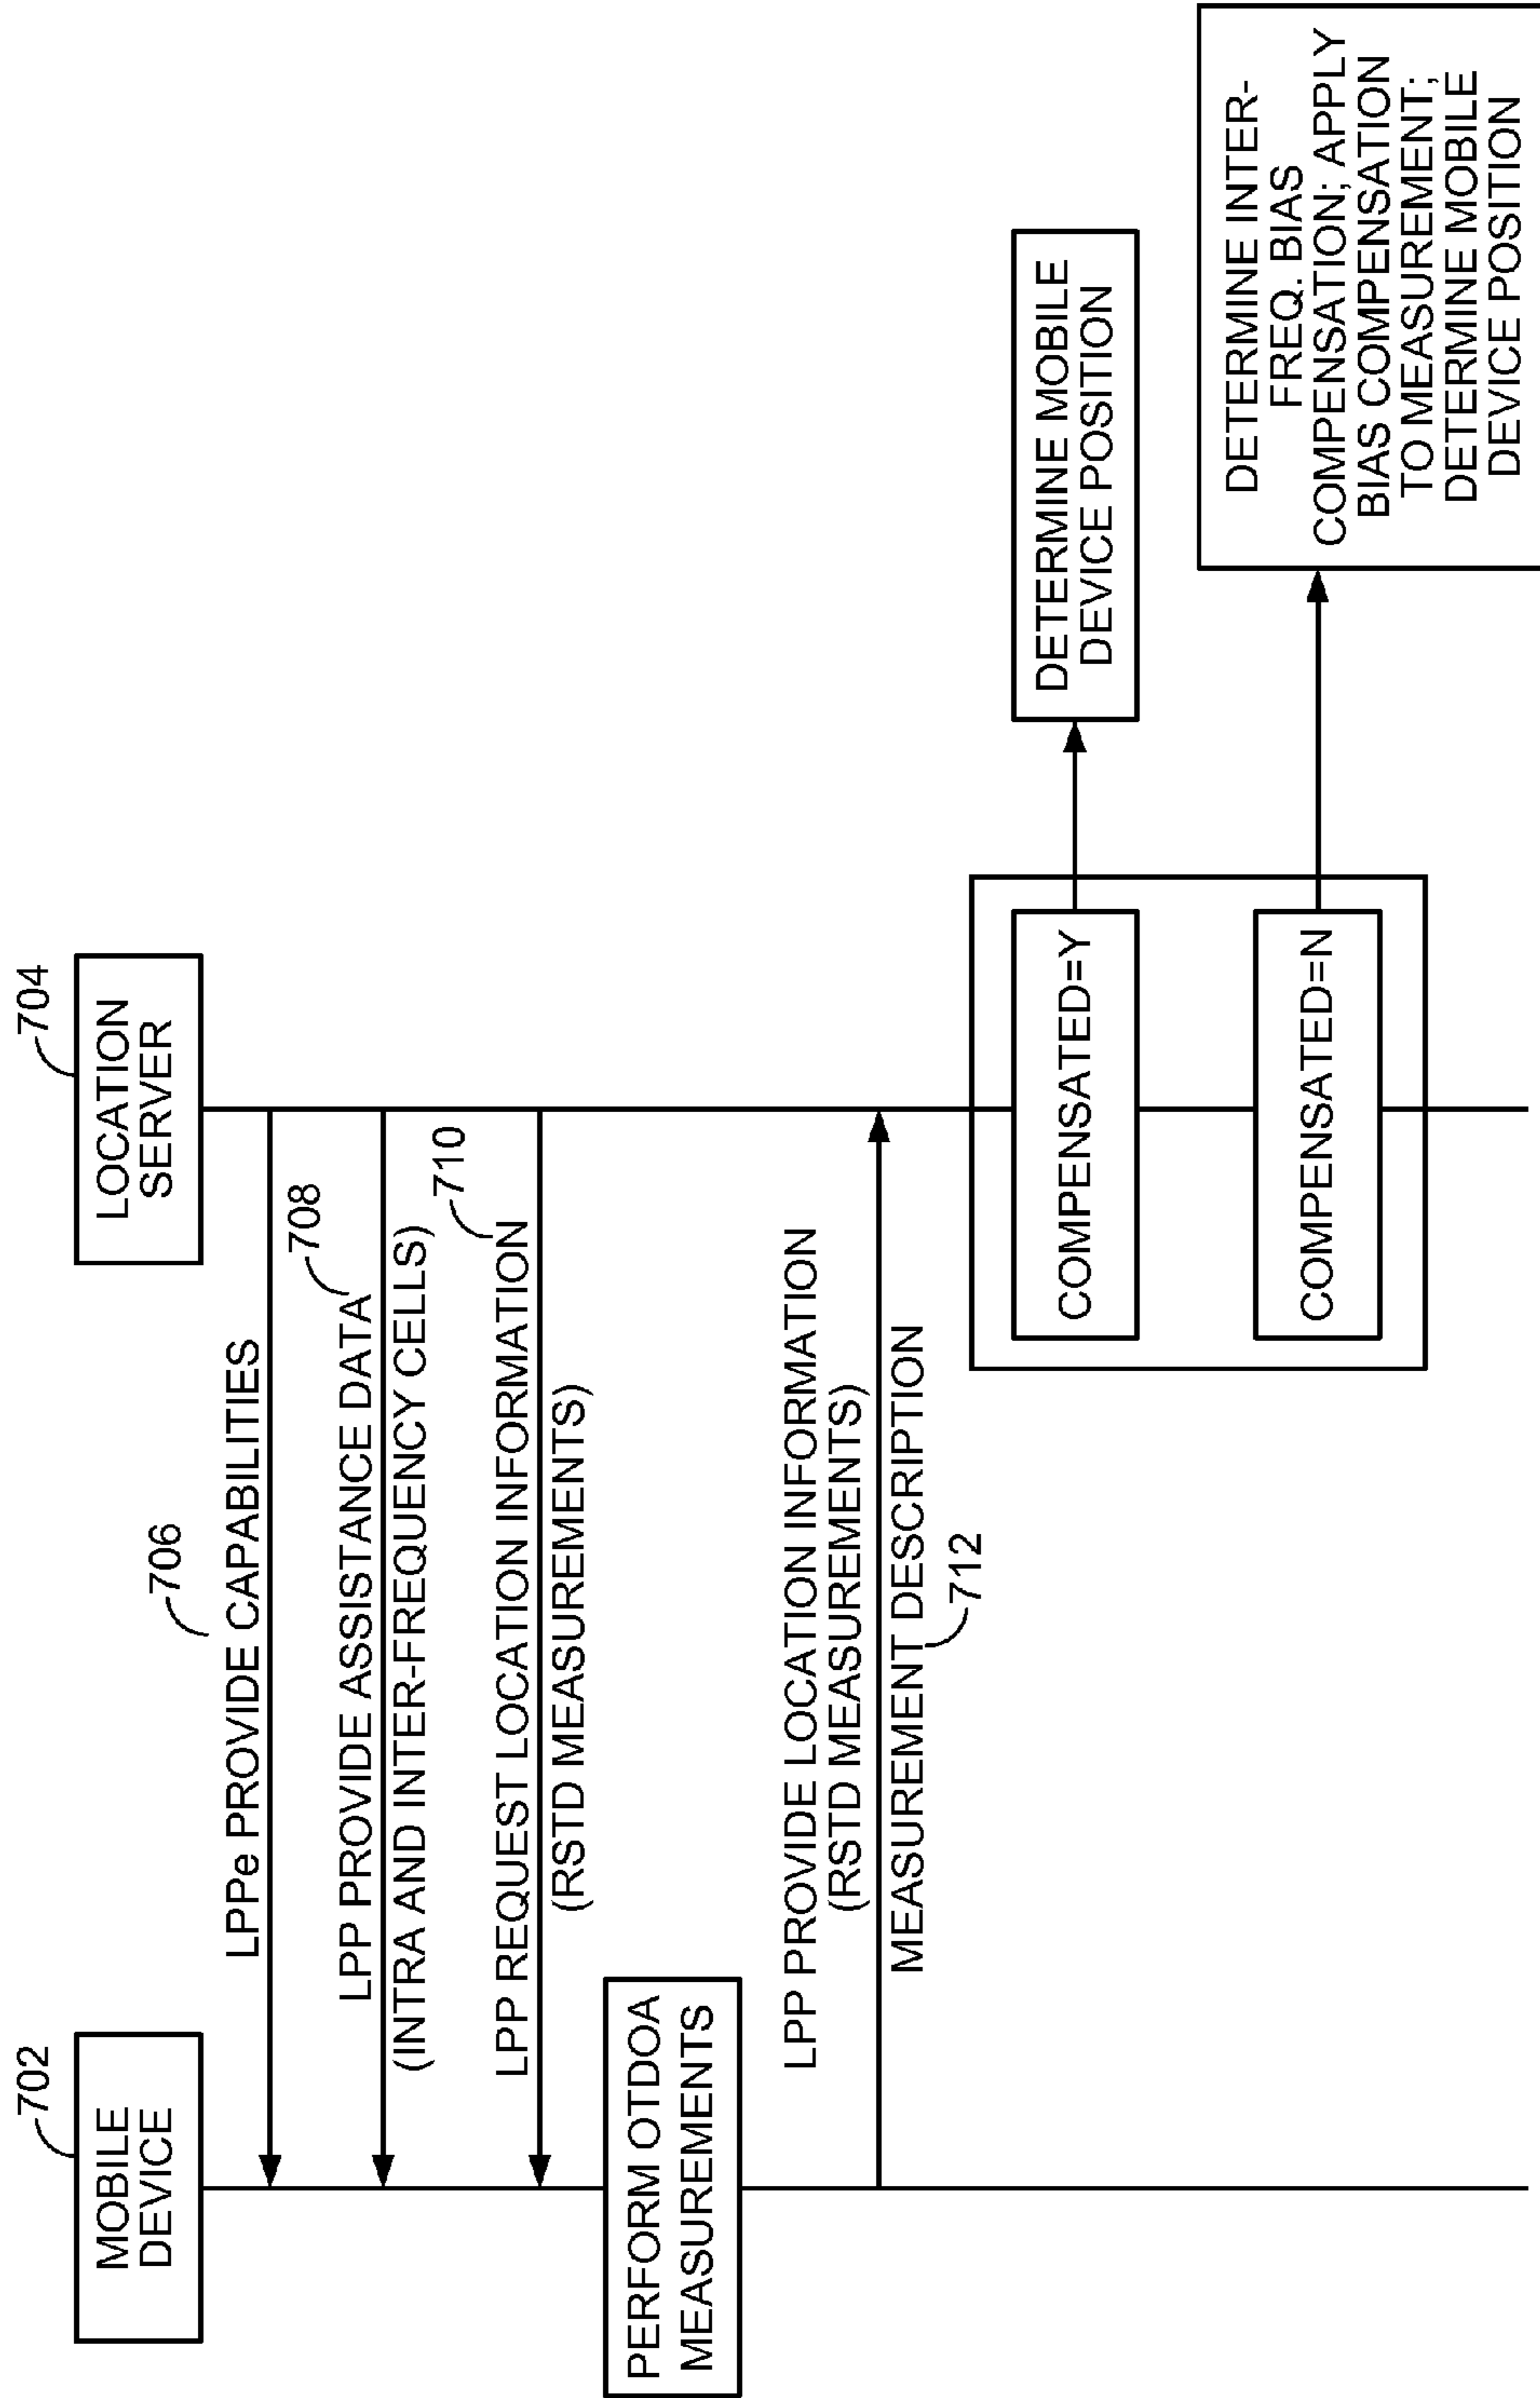 702
MOBILE
DEVICE
704
LOCATION
SERVER
706
LPPe PROVIDE CAPABILITIES
708
LPP PROVIDE ASSISTANCE DATA
(INTRA AND INTER-FREQUENCY CELLS)
710
LPP REQUEST LOCATION INFORMATION
(RSTD MEASUREMENTS)
PERFORM OTDOA
MEASUREMENTS
LPP PROVIDE LOCATION INFORMATION
(RSTD MEASUREMENTS)
MEASUREMENT DESCRIPTION
712
COMPENSATED=Y
DETERMINE MOBILE
DEVICE POSITION
COMPENSATED=N
DETERMINE INTER-
FREQ. BIAS
COMPENSATION; APPLY
BIAS COMPENSATION
TO MEASUREMENT;
DETERMINE MOBILE
DEVICE POSITION